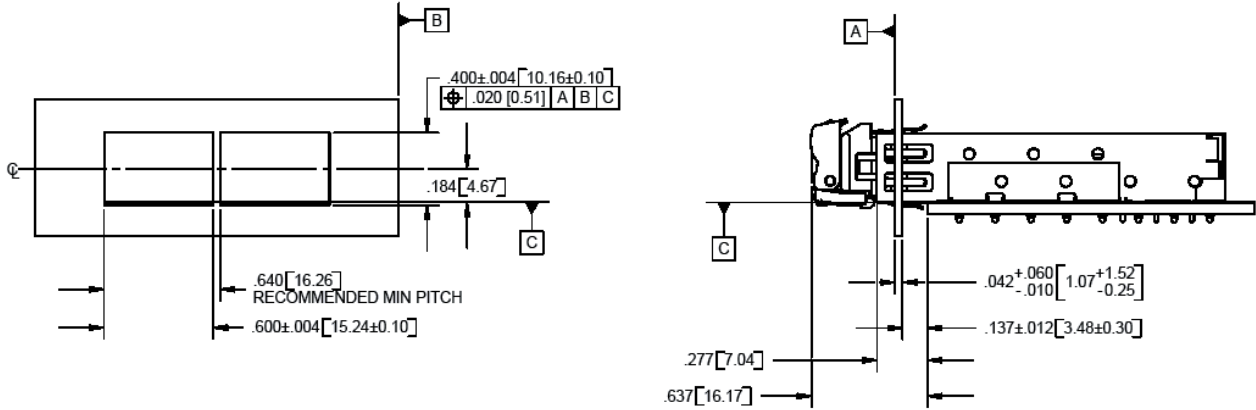 B
A
.400±.004[10.16±0.10]
⌖ .020 [0.51] A B C
℄
.184[4.67]
C
C
.640[16.26]
RECOMMENDED MIN PITCH
.600±.004[15.24±0.10]
.042 +.060 -.010 [1.07 +1.52 -0.25]
.137±.012[3.48±0.30]
.277[7.04]
.637[16.17]